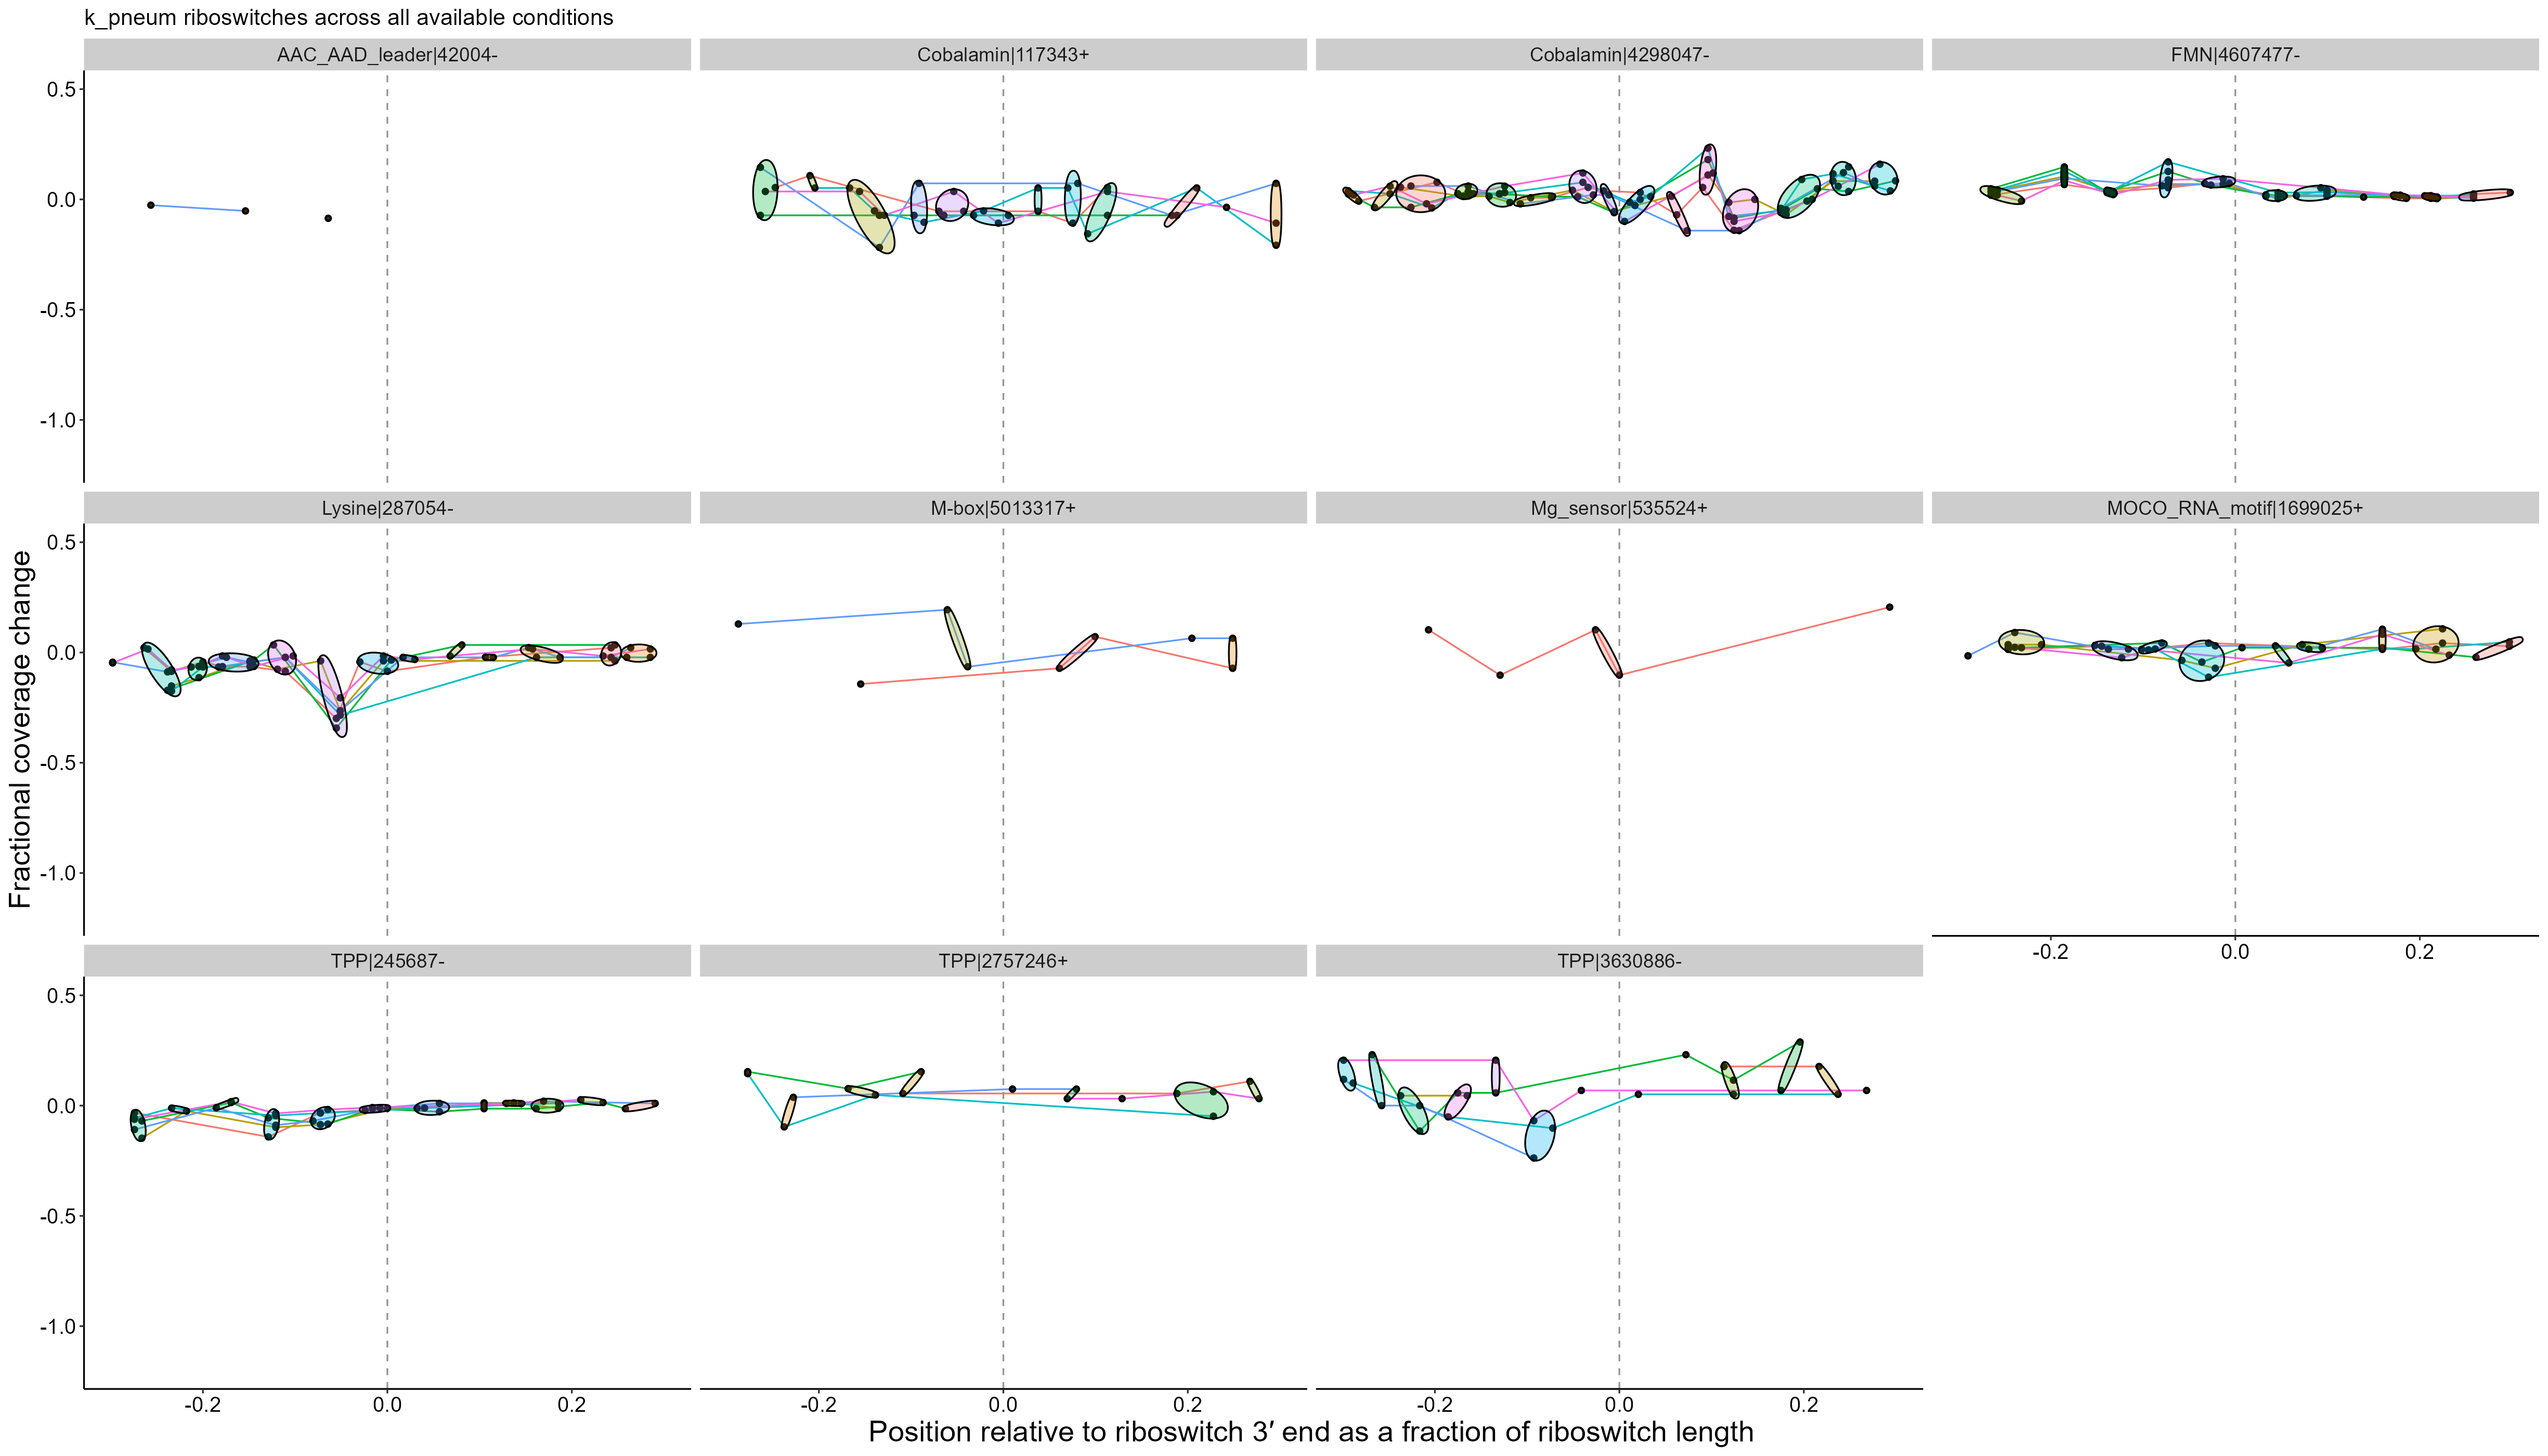 k_pneum riboswitches across all available conditions
AAC_AAD_leader|42004-
Cobalamin|117343+
Cobalamin|4298047-
FMN|4607477-
0.5
0.0
-0.5
-1.0
Lysine|287054-
M-box|5013317+
Mg_sensor|535524+
MOCO_RNA_motif|1699025+
0.5
0.0
-0.5
-1.0
Fractional coverage change
-0.2 0.0 0.2
TPP|245687-
TPP|2757246+
TPP|3630886-
0.5
0.0
-0.5
-1.0
-0.2 0.0 0.2
-0.2 0.0 0.2
-0.2 0.0 0.2
Position relative to riboswitch 3′ end as a fraction of riboswitch length